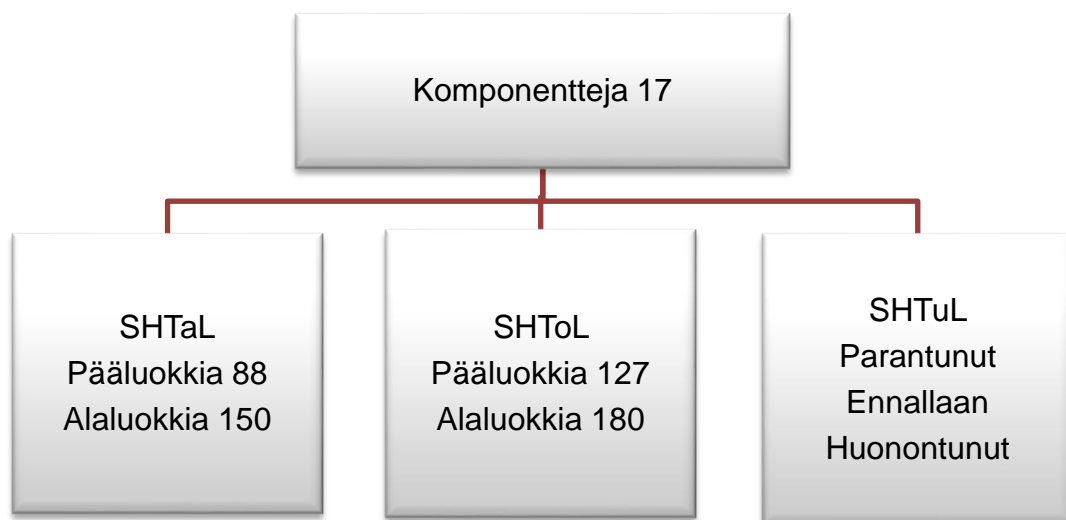 Komponentteja 17
SHTaL
Pääluokkia 88
Alaluokkia 150
SHToL
Pääluokkia 127
Alaluokkia 180
SHTuL
Parantunut
Ennallaan
Huonontunut